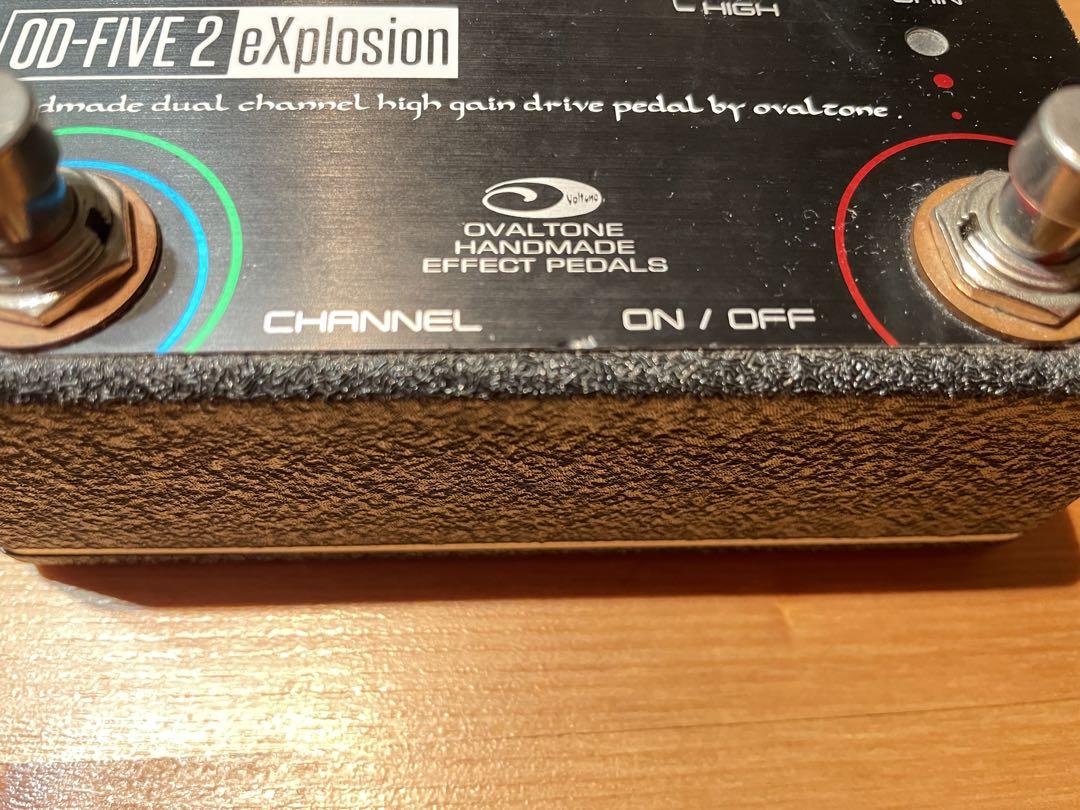 HIGH
OD-FIVE 2 eXplosion
dmade dual channel high gain drive pedal by ovaltone.
OVALTONE
HANDMADE
EFFECT PEDALS
CHANNEL ON / OFF